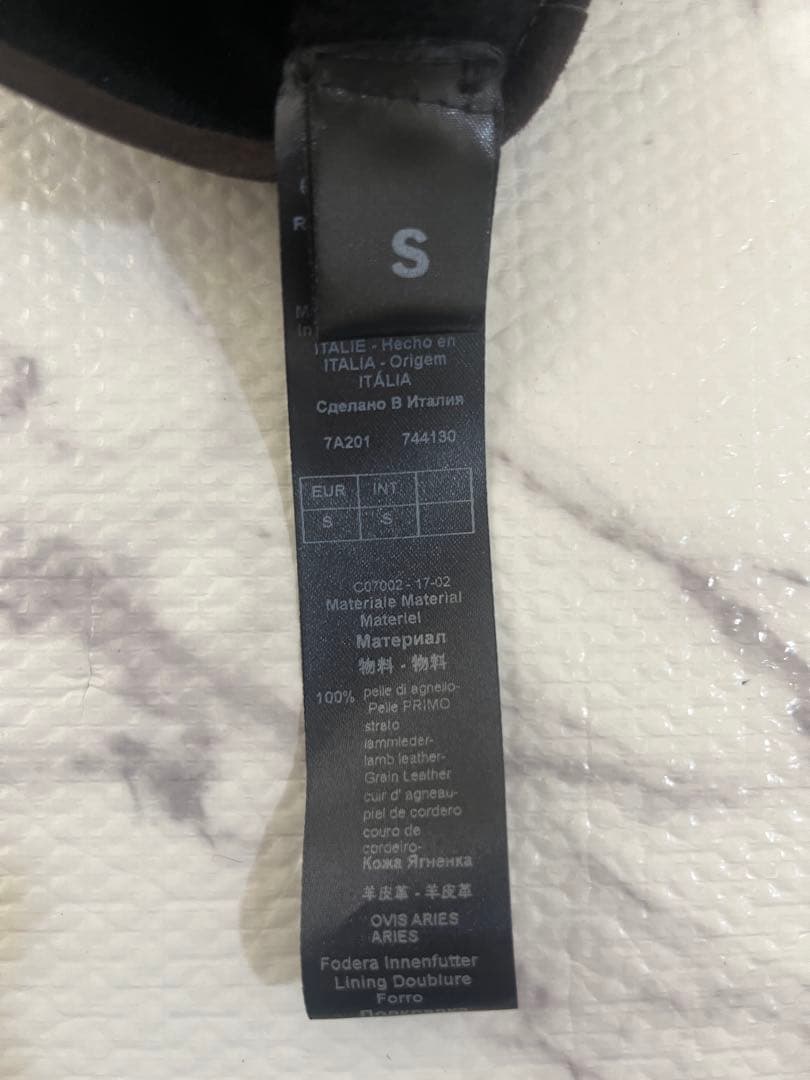 S
R
M
In
ITALIE - Hecho en
ITALIA - Origem
ITÁLIA
Сделано В Италия
7A201 744130
EUR INT
S S
C07002 - 17-02
Materiale Material
Materiel
Материал
物料 - 物料
100% pelle di agnello-
Pelle PRIMO
strato
lammleder-
lamb leather-
Grain Leather
cuir d' agneau-
piel de cordero
couro de
cordeiro-
Кожа Ягненка
羊皮革 - 羊皮革
OVIS ARIES
ARIES
Fodera Innenfutter
Lining Doublure
Forro